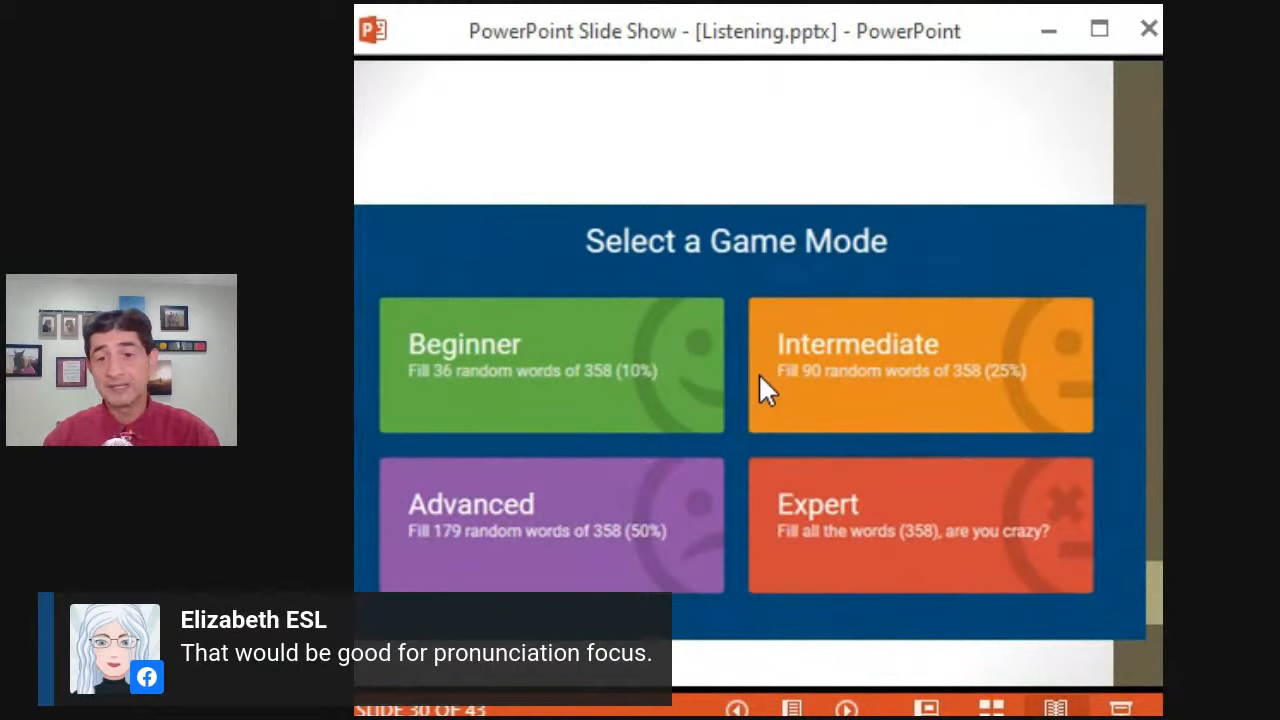 PowerPoint Slide Show - [Listening.pptx] - PowerPoint
Select a Game Mode
Beginner
Fill 36 random words of 358 (10%)
Intermediate
Fill 90 random words of 358 (25%)
Advanced
Fill 179 random words of 358 (50%)
Expert
Fill all the words (358), are you crazy?
Elizabeth ESL
That would be good for pronunciation focus.
SLIDE 30 OF 43